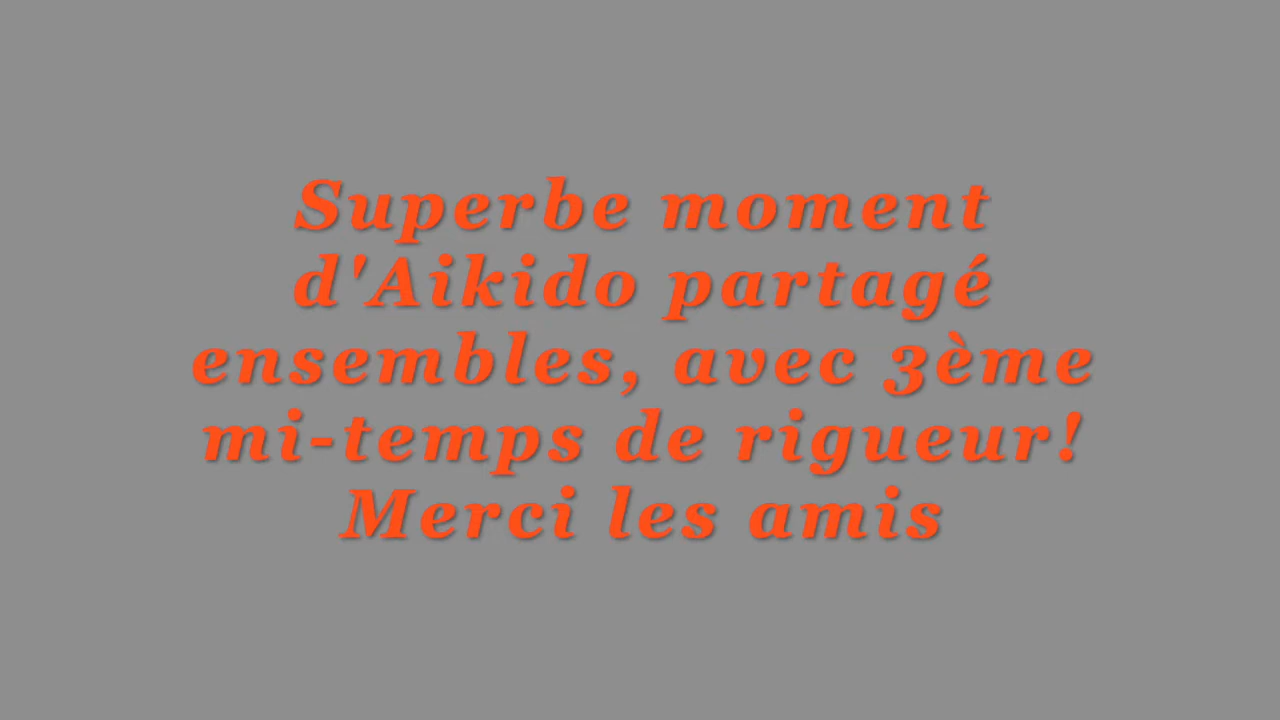 Superbe moment
d'Aikido partagé
ensembles, avec 3ème
mi-temps de rigueur!
Merci les amis